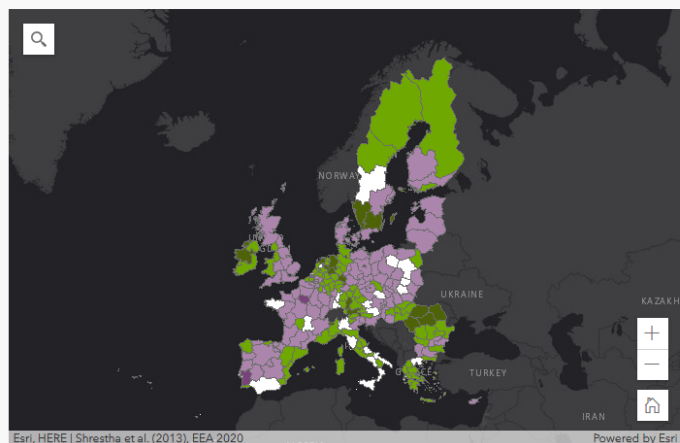 NORWAY
UKRAINE
KAZAKH
TURKEY
IRAN
Esri, HERE | Shrestha et al. (2013), EEA 2020
Powered by Esri